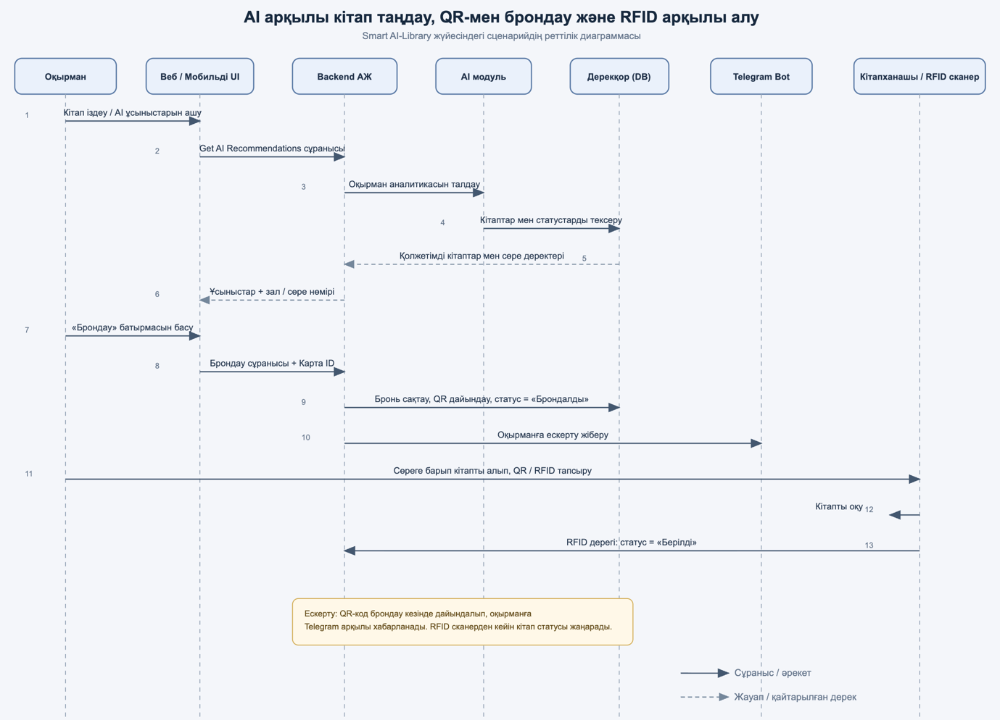 AI арқылы кітап таңдау, QR-мен брондау және RFID арқылы алу
Smart AI-Library жүйесіндегі сценарийдің реттілік диаграммасы
Оқырман
Веб / Мобильді UI
Backend АЖ
AI модуль
Дерекқор (DB)
Telegram Bot
Кітапханашы / RFID сканер
1
Кітап іздеу / AI ұсыныстарын ашу
2
Get AI Recommendations сұранысы
3
Оқырман аналитикасын талдау
4
Кітаптар мен статустарды тексеру
Қолжетімді кітаптар мен сөре деректері
5
6
Ұсыныстар + зал / сөре нөмірі
7
«Брондау» батырмасын басу
8
Брондау сұранысы + Карта ID
9
Бронь сақтау, QR дайындау, статус = «Брондалды»
10
Оқырманға ескерту жіберу
11
Сөреге барып кітапты алып, QR / RFID тапсыру
Кітапты оқу
12
RFID дерегі: статус = «Берілді»
13
Ескерту: QR-код брондау кезінде дайындалып, оқырманға
Telegram арқылы хабарланады. RFID сканерден кейін кітап статусы жаңарады.
Сұраныс / әрекет
Жауап / қайтарылған дерек